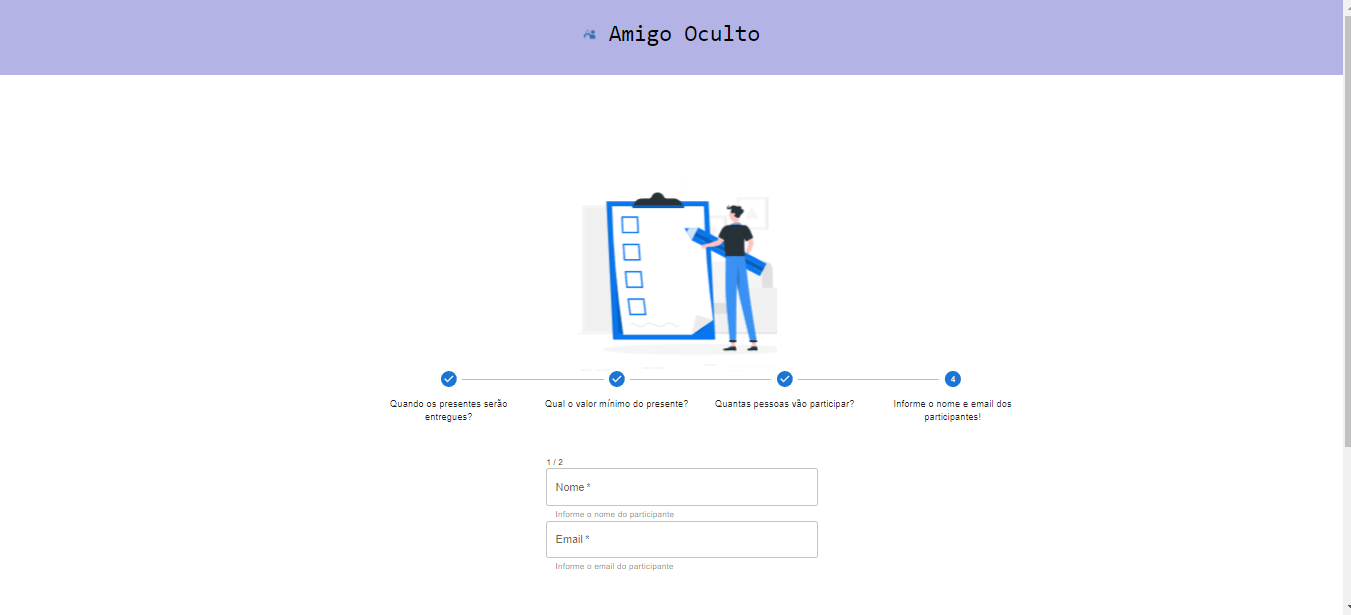 Amigo Oculto
Quando os presentes serão
entregues?
Qual o valor mínimo do presente?
Quantas pessoas vão participar?
4
Informe o nome e email dos
participantes!
1 / 2
Nome *
Informe o nome do participante
Email *
Informe o email do participante